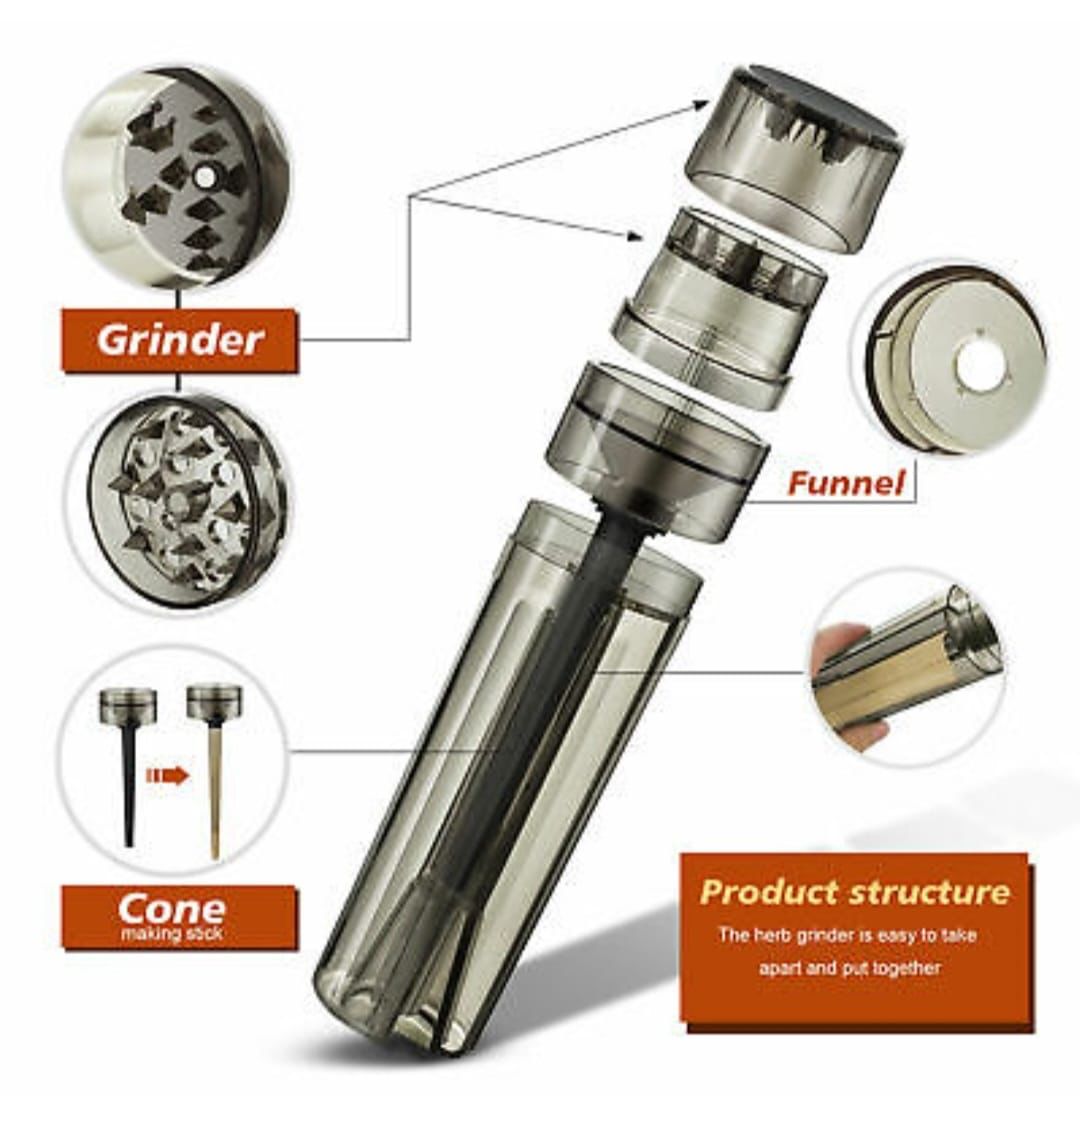 Grinder
Funnel
Cone
making stick
Product structure
The herb grinder is easy to take
apart and put together